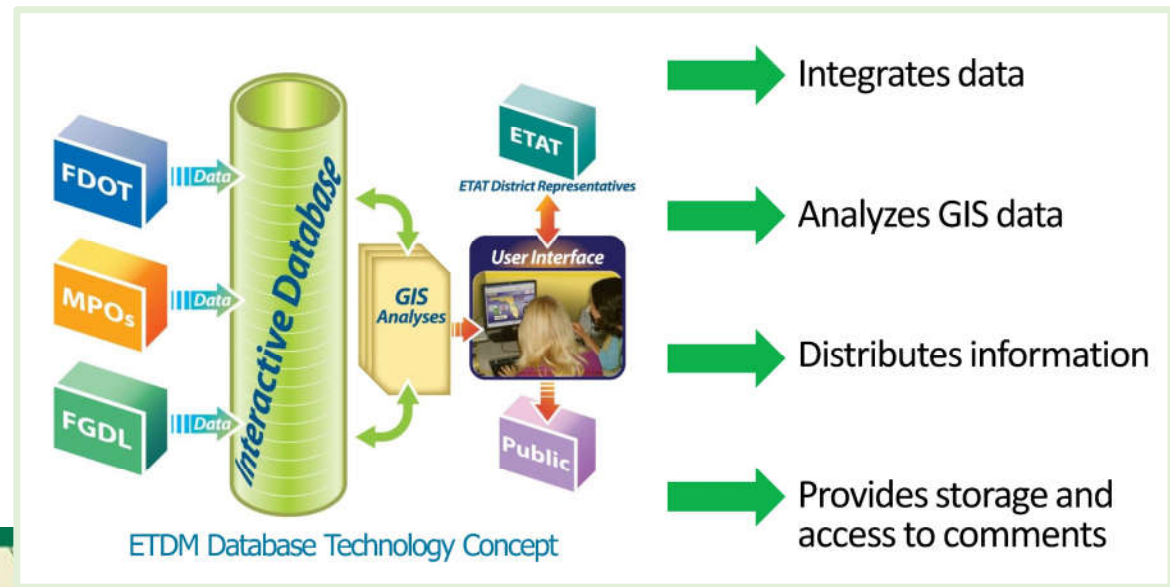 FDOT
Data
MPOs
Data
FGDL
Data
Interactive Database
GIS
Analyses
ETAT
ETAT District Representatives
User Interface
Public
ETDM Database Technology Concept
Integrates data
Analyzes GIS data
Distributes information
Provides storage and
access to comments